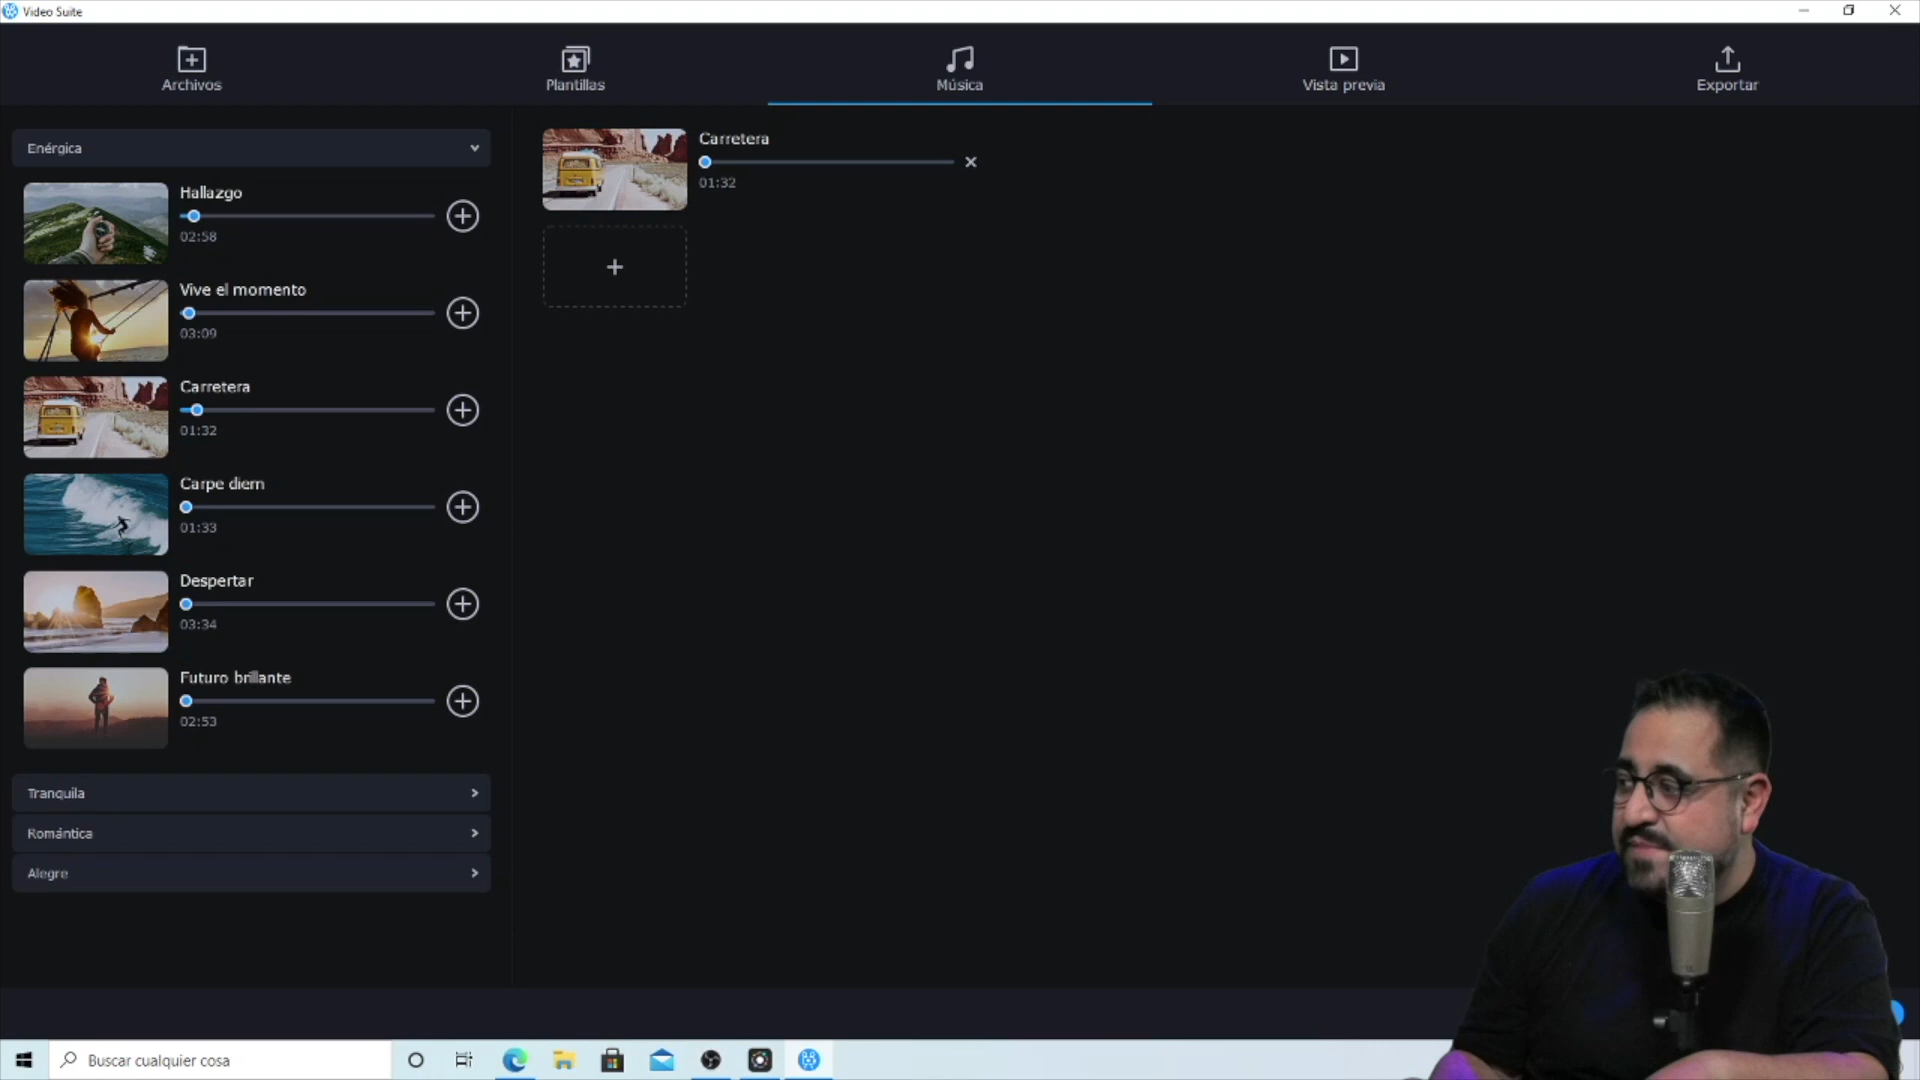 Video Suite
Archivos
Plantillas
Música
Vista previa
Exportar
Enérgica
Hallazgo
02:58
Vive el momento
03:09
Carretera
01:32
Carpe diem
01:33
Despertar
03:34
Futuro brillante
02:53
Tranquila
Romántica
Alegre
Carretera
01:32
Buscar cualquier cosa